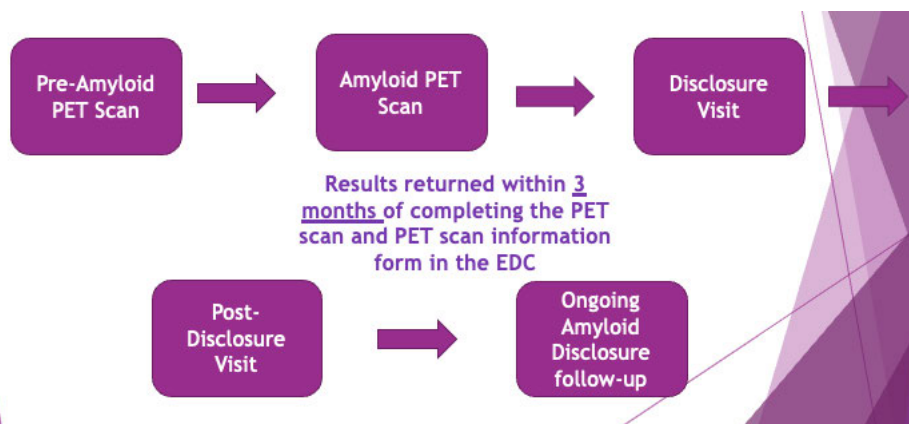 Pre-Amyloid
PET Scan
Amyloid PET
Scan
Disclosure
Visit
Results returned within 3
months of completing the PET
scan and PET scan information
form in the EDC
Post-
Disclosure
Visit
Ongoing
Amyloid
Disclosure
follow-up